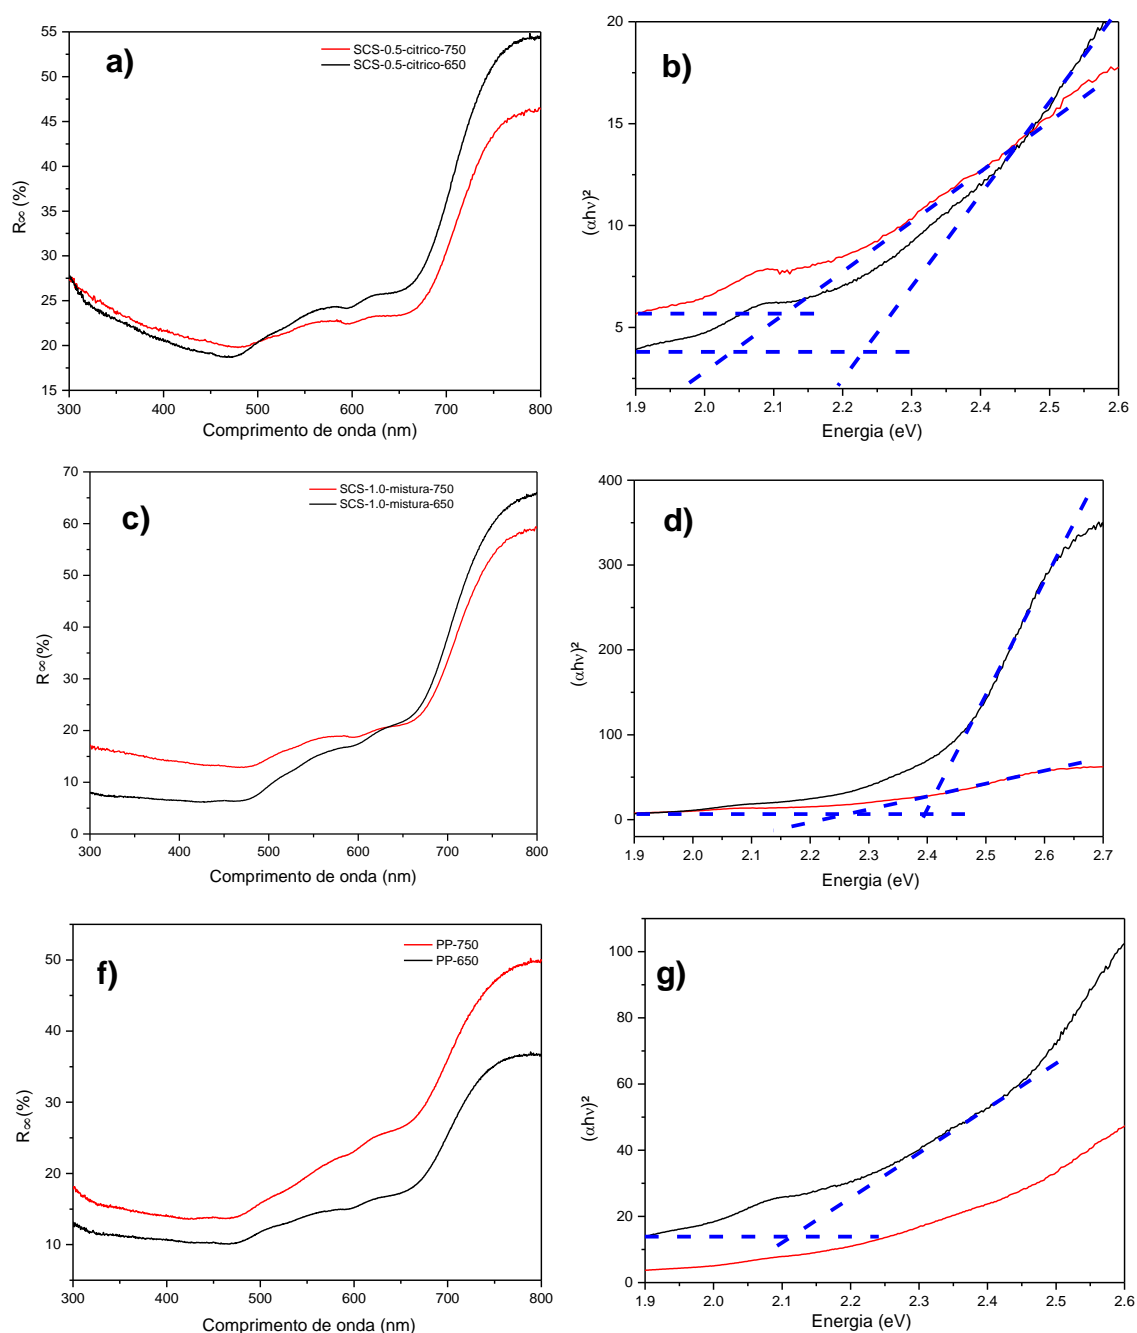 a)
SCS-0.5-citrico-750
SCS-0.5-citrico-650
55
50
45
40
35
30
25
20
15
R∞ (%)
300 400 500 600 700 800
Comprimento de onda (nm)
b)
20
15
10
5
(αhν)²
1.9 2.0 2.1 2.2 2.3 2.4 2.5 2.6
Energia (eV)
c)
SCS-1.0-mistura-750
SCS-1.0-mistura-650
70
60
50
40
30
20
10
0
R∞(%)
300 400 500 600 700 800
Comprimento de onda (nm)
d)
400
300
200
100
0
(αhν)²
1.9 2.0 2.1 2.2 2.3 2.4 2.5 2.6 2.7
Energia (eV)
f)
PP-750
PP-650
50
40
30
20
10
R∞(%)
300 400 500 600 700 800
Comprimento de onda (nm)
g)
100
80
60
40
20
0
(αhν)²
1.9 2.0 2.1 2.2 2.3 2.4 2.5 2.6
Energia (eV)